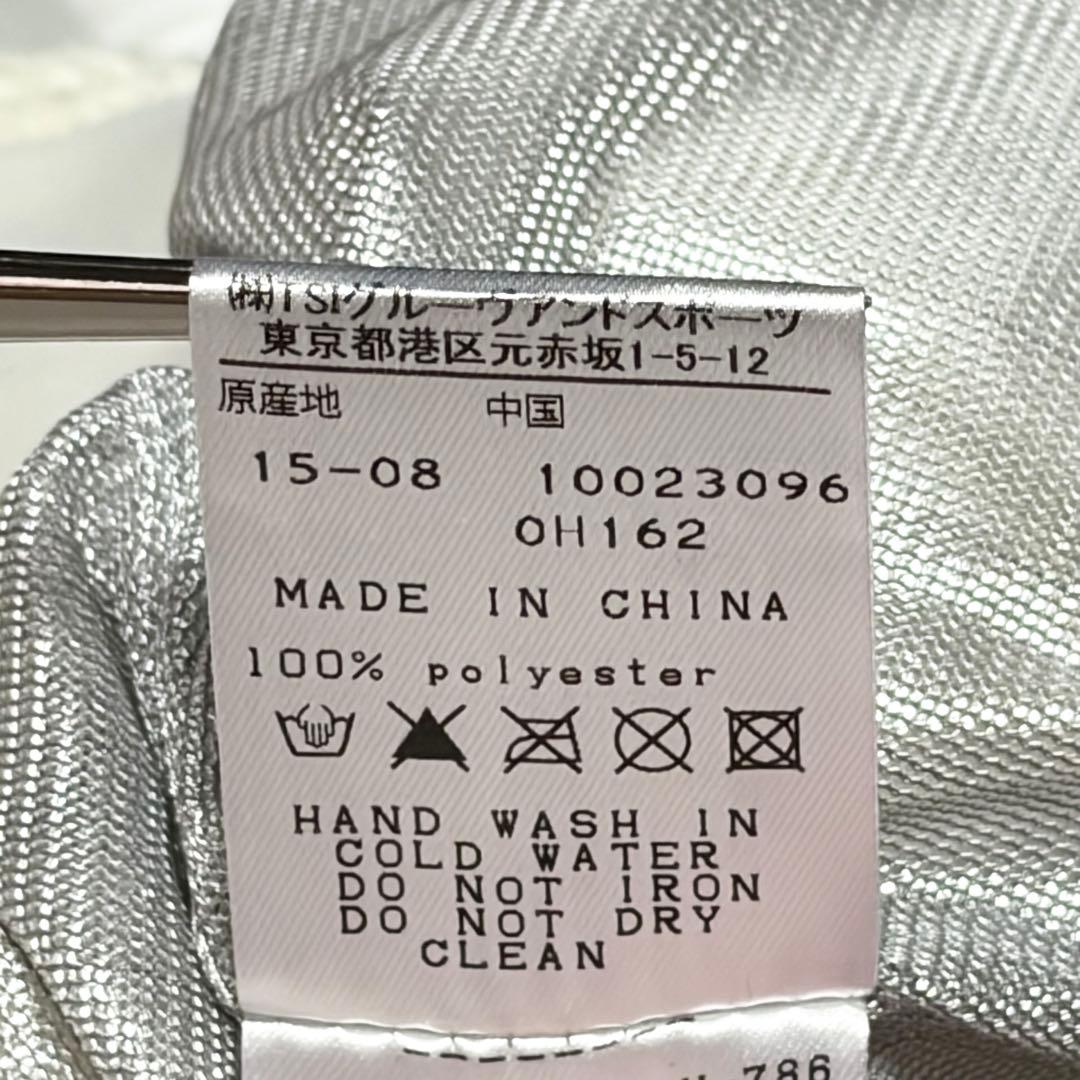 ㈱TSIグルーヴアンドスポーツ
東京都港区元赤坂1-5-12
原産地 中国
15-08 10023096
0H162
MADE IN CHINA
100% polyester
HAND WASH IN
COLD WATER
DO NOT IRON
DO NOT DRY
CLEAN
786